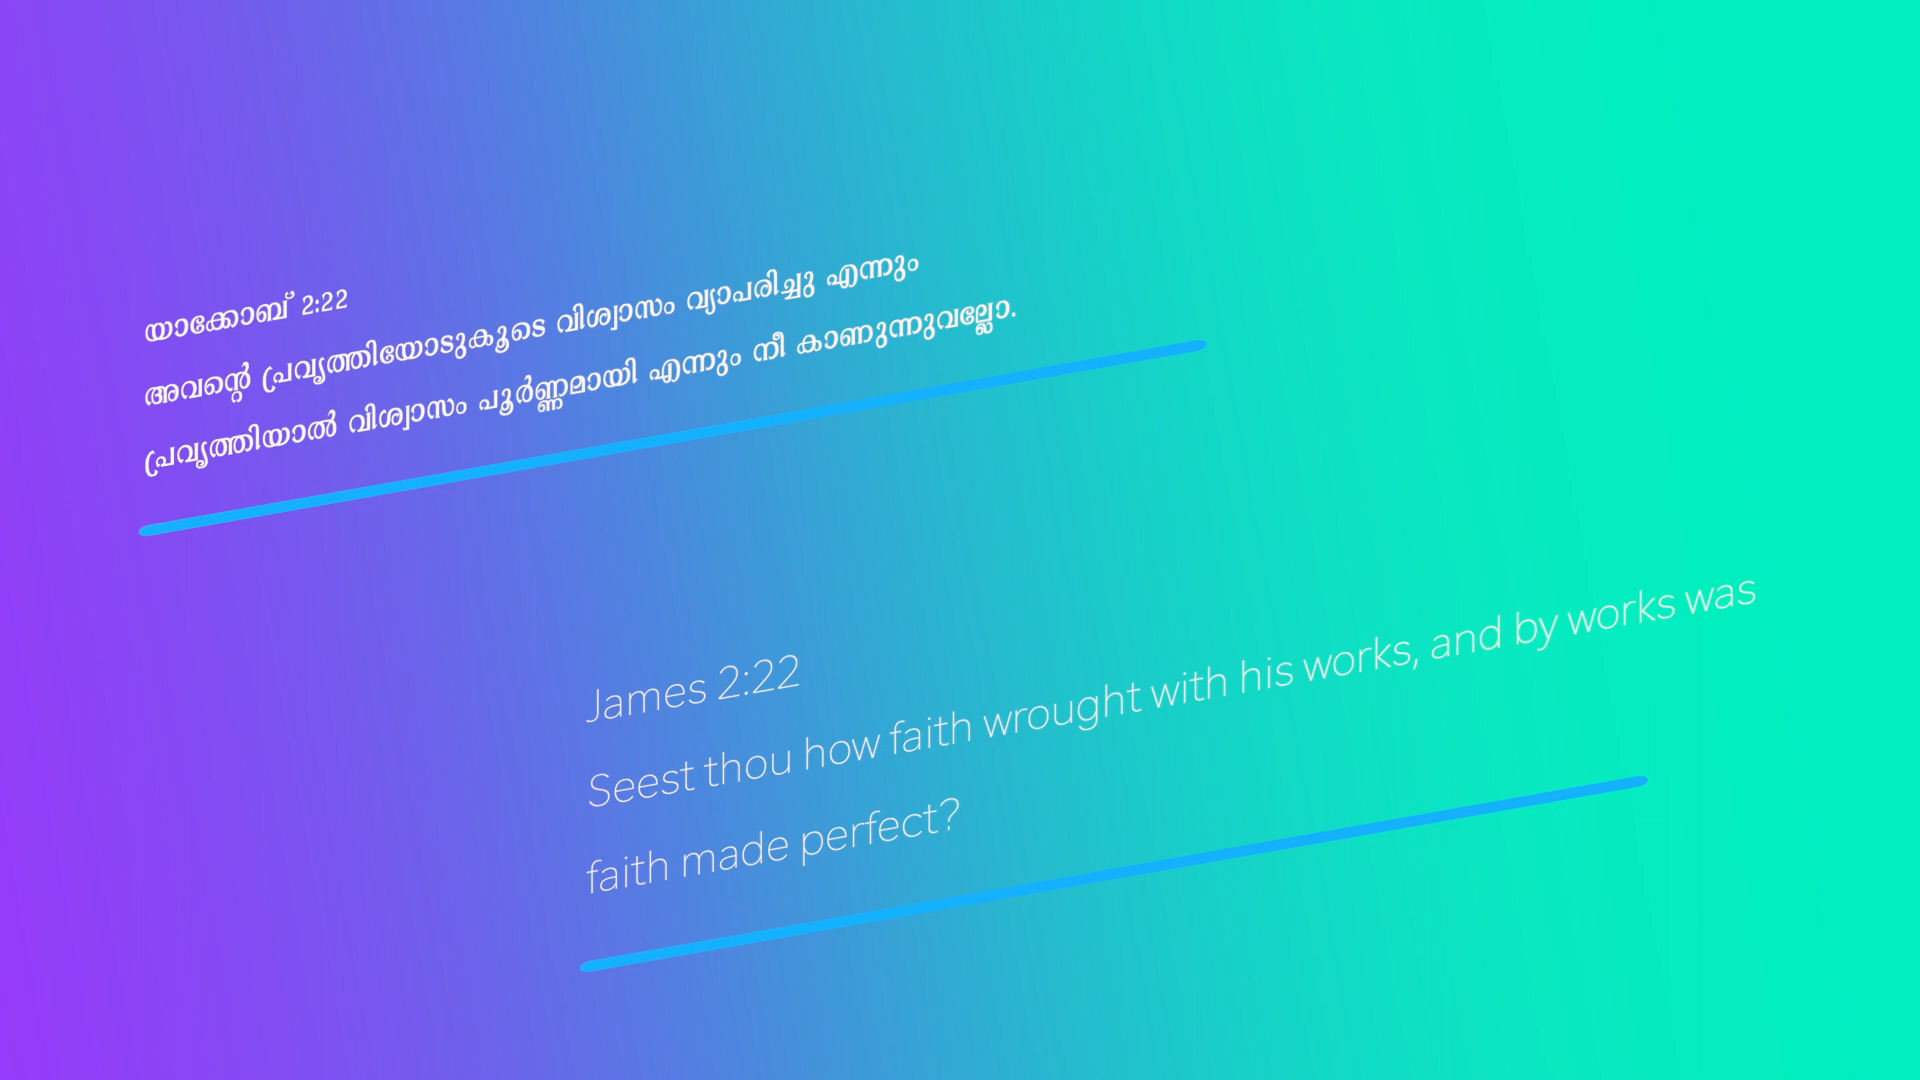 യാക്കോബ് 2:22
അവന്റെ പ്രവൃത്തിയോടുകൂടെ വിശ്വാസം വ്യാപരിച്ചു എന്നും
പ്രവൃത്തിയാൽ വിശ്വാസം പൂർണ്ണമായി എന്നും നീ കാണുന്നുവല്ലോ.
James 2:22
Seest thou how faith wrought with his works, and by works was
faith made perfect?